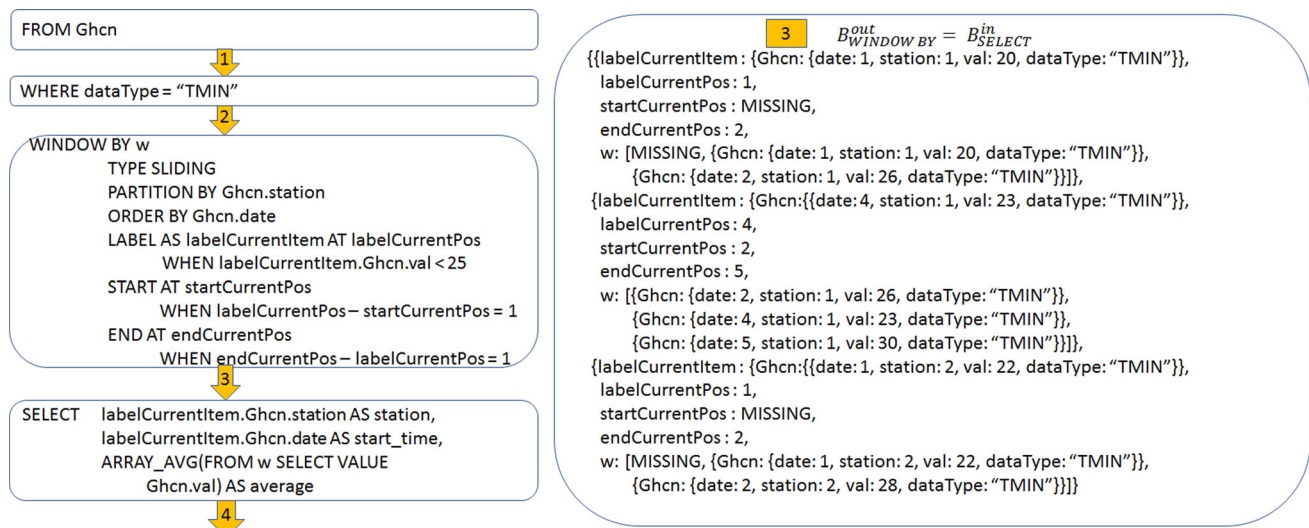 FROM Ghcn
1
WHERE dataType = “TMIN”
2
WINDOW BY w
TYPE SLIDING
PARTITION BY Ghcn.station
ORDER BY Ghcn.date
LABEL AS labelCurrentItem AT labelCurrentPos
WHEN labelCurrentItem.Ghcn.val < 25
START AT startCurrentPos
WHEN labelCurrentPos – startCurrentPos = 1
END AT endCurrentPos
WHEN endCurrentPos – labelCurrentPos = 1
3
SELECT labelCurrentItem.Ghcn.station AS station,
labelCurrentItem.Ghcn.date AS start_time,
ARRAY_AVG(FROM w SELECT VALUE
Ghcn.val) AS average
4
3 B^{out}_{WINDOW BY} = B^{in}_{SELECT}
{{labelCurrentItem : {Ghcn: {date: 1, station: 1, val: 20, dataType: “TMIN”}},
labelCurrentPos : 1,
startCurrentPos : MISSING,
endCurrentPos : 2,
w: [MISSING, {Ghcn: {date: 1, station: 1, val: 20, dataType: “TMIN”}},
{Ghcn: {date: 2, station: 1, val: 26, dataType: “TMIN”}}]},
{labelCurrentItem : {Ghcn:{{date: 4, station: 1, val: 23, dataType: “TMIN”}},
labelCurrentPos : 4,
startCurrentPos : 2,
endCurrentPos : 5,
w: [{Ghcn: {date: 2, station: 1, val: 26, dataType: “TMIN”}},
{Ghcn: {date: 4, station: 1, val: 23, dataType: “TMIN”}},
{Ghcn: {date: 5, station: 1, val: 30, dataType: “TMIN”}}]},
{labelCurrentItem : {Ghcn:{{date: 1, station: 2, val: 22, dataType: “TMIN”}},
labelCurrentPos : 1,
startCurrentPos : MISSING,
endCurrentPos : 2,
w: [MISSING, {Ghcn: {date: 1, station: 2, val: 22, dataType: “TMIN”}},
{Ghcn: {date: 2, station: 2, val: 28, dataType: “TMIN”}}]}